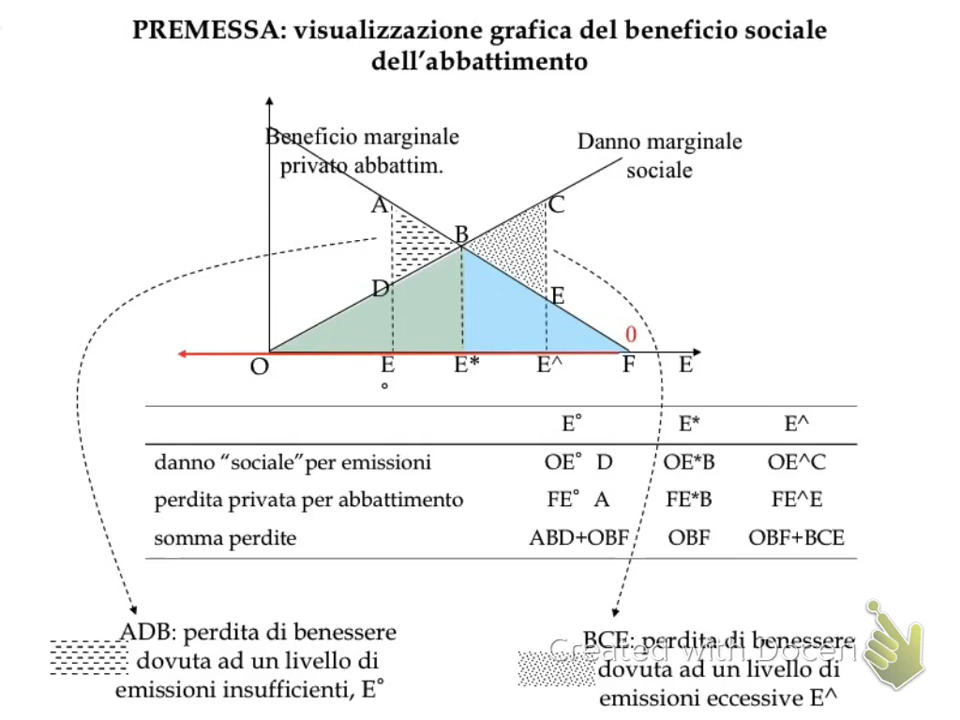 PREMESSA: visualizzazione grafica del beneficio sociale
dell'abbattimento
Beneficio marginale
privato abbattim.
Danno marginale
sociale
A
C
B
D
E
0
O
E
°
E*
E^
F
E
E° E* E^
danno "sociale"per emissioni OE° D OE*B OE^C
perdita privata per abbattimento FE° A FE*B FE^E
somma perdite ABD+OBF OBF OBF+BCE
ADB: perdita di benessere
dovuta ad un livello di
emissioni insufficienti, E°
BCE: perdita di benessere
dovuta ad un livello di
emissioni eccessive E^
Created with Doceri